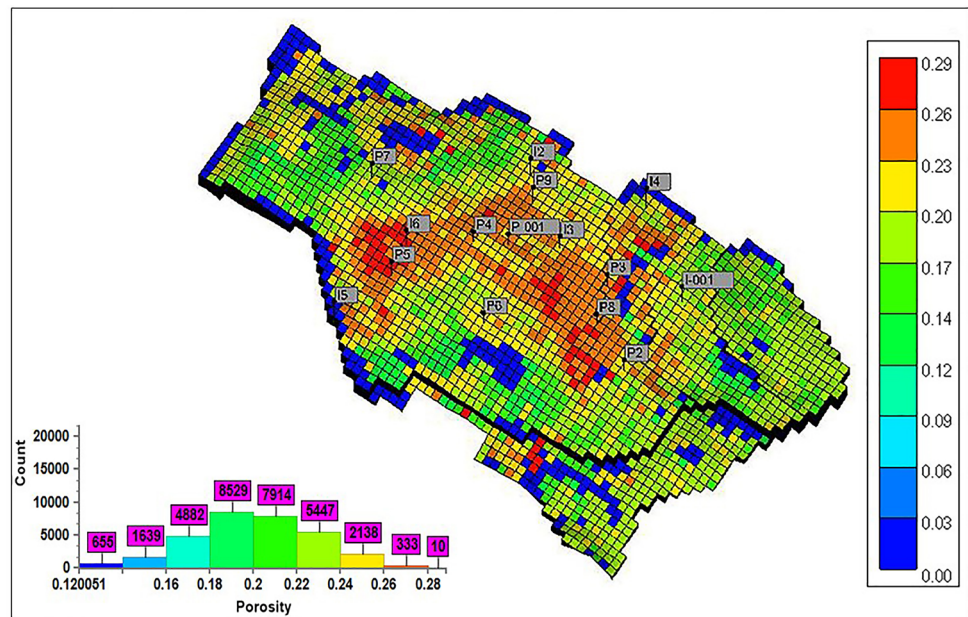 I2
P7
P9
I4
I6
P4
P 001
I3
P5
P3
I-001
I5
P6
P8
P2
0.29
0.26
0.23
0.20
0.17
0.14
0.12
0.09
0.06
0.03
0.00
Count
20000
15000
10000
5000
0
655
1639
4882
8529
7914
5447
2138
333
10
0.120051
0.16
0.18
0.2
0.22
0.24
0.26
0.28
Porosity